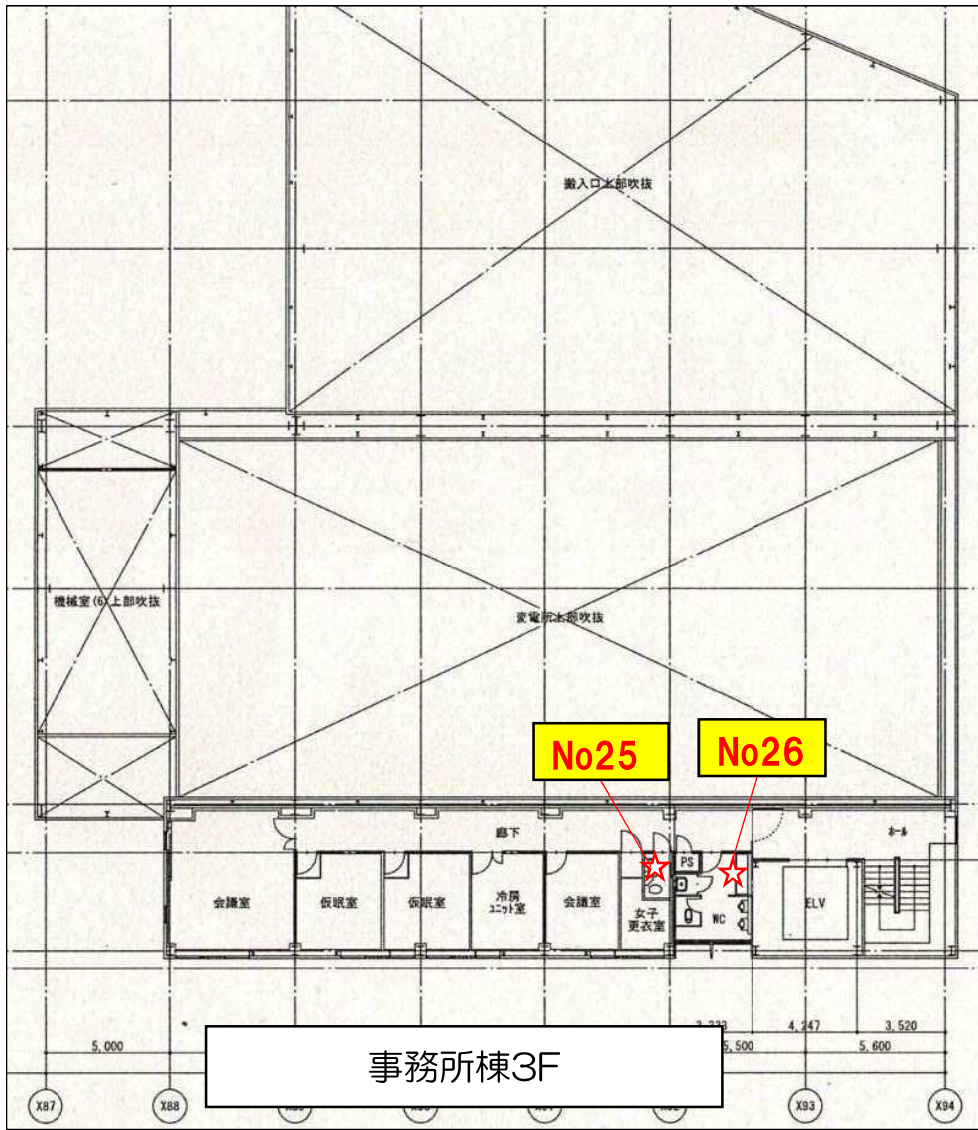 搬入口上部吹抜
機械室(6)上部吹抜
変電所上部吹抜
No25
No26
廊下
ホール
PS
会議室
仮眠室
仮眠室
冷房
ユニット室
会議室
女子
更衣室
WC
ELV
4,247
3,520
5,000
5,500
5,600
事務所棟3F
X87
X88
X93
X94